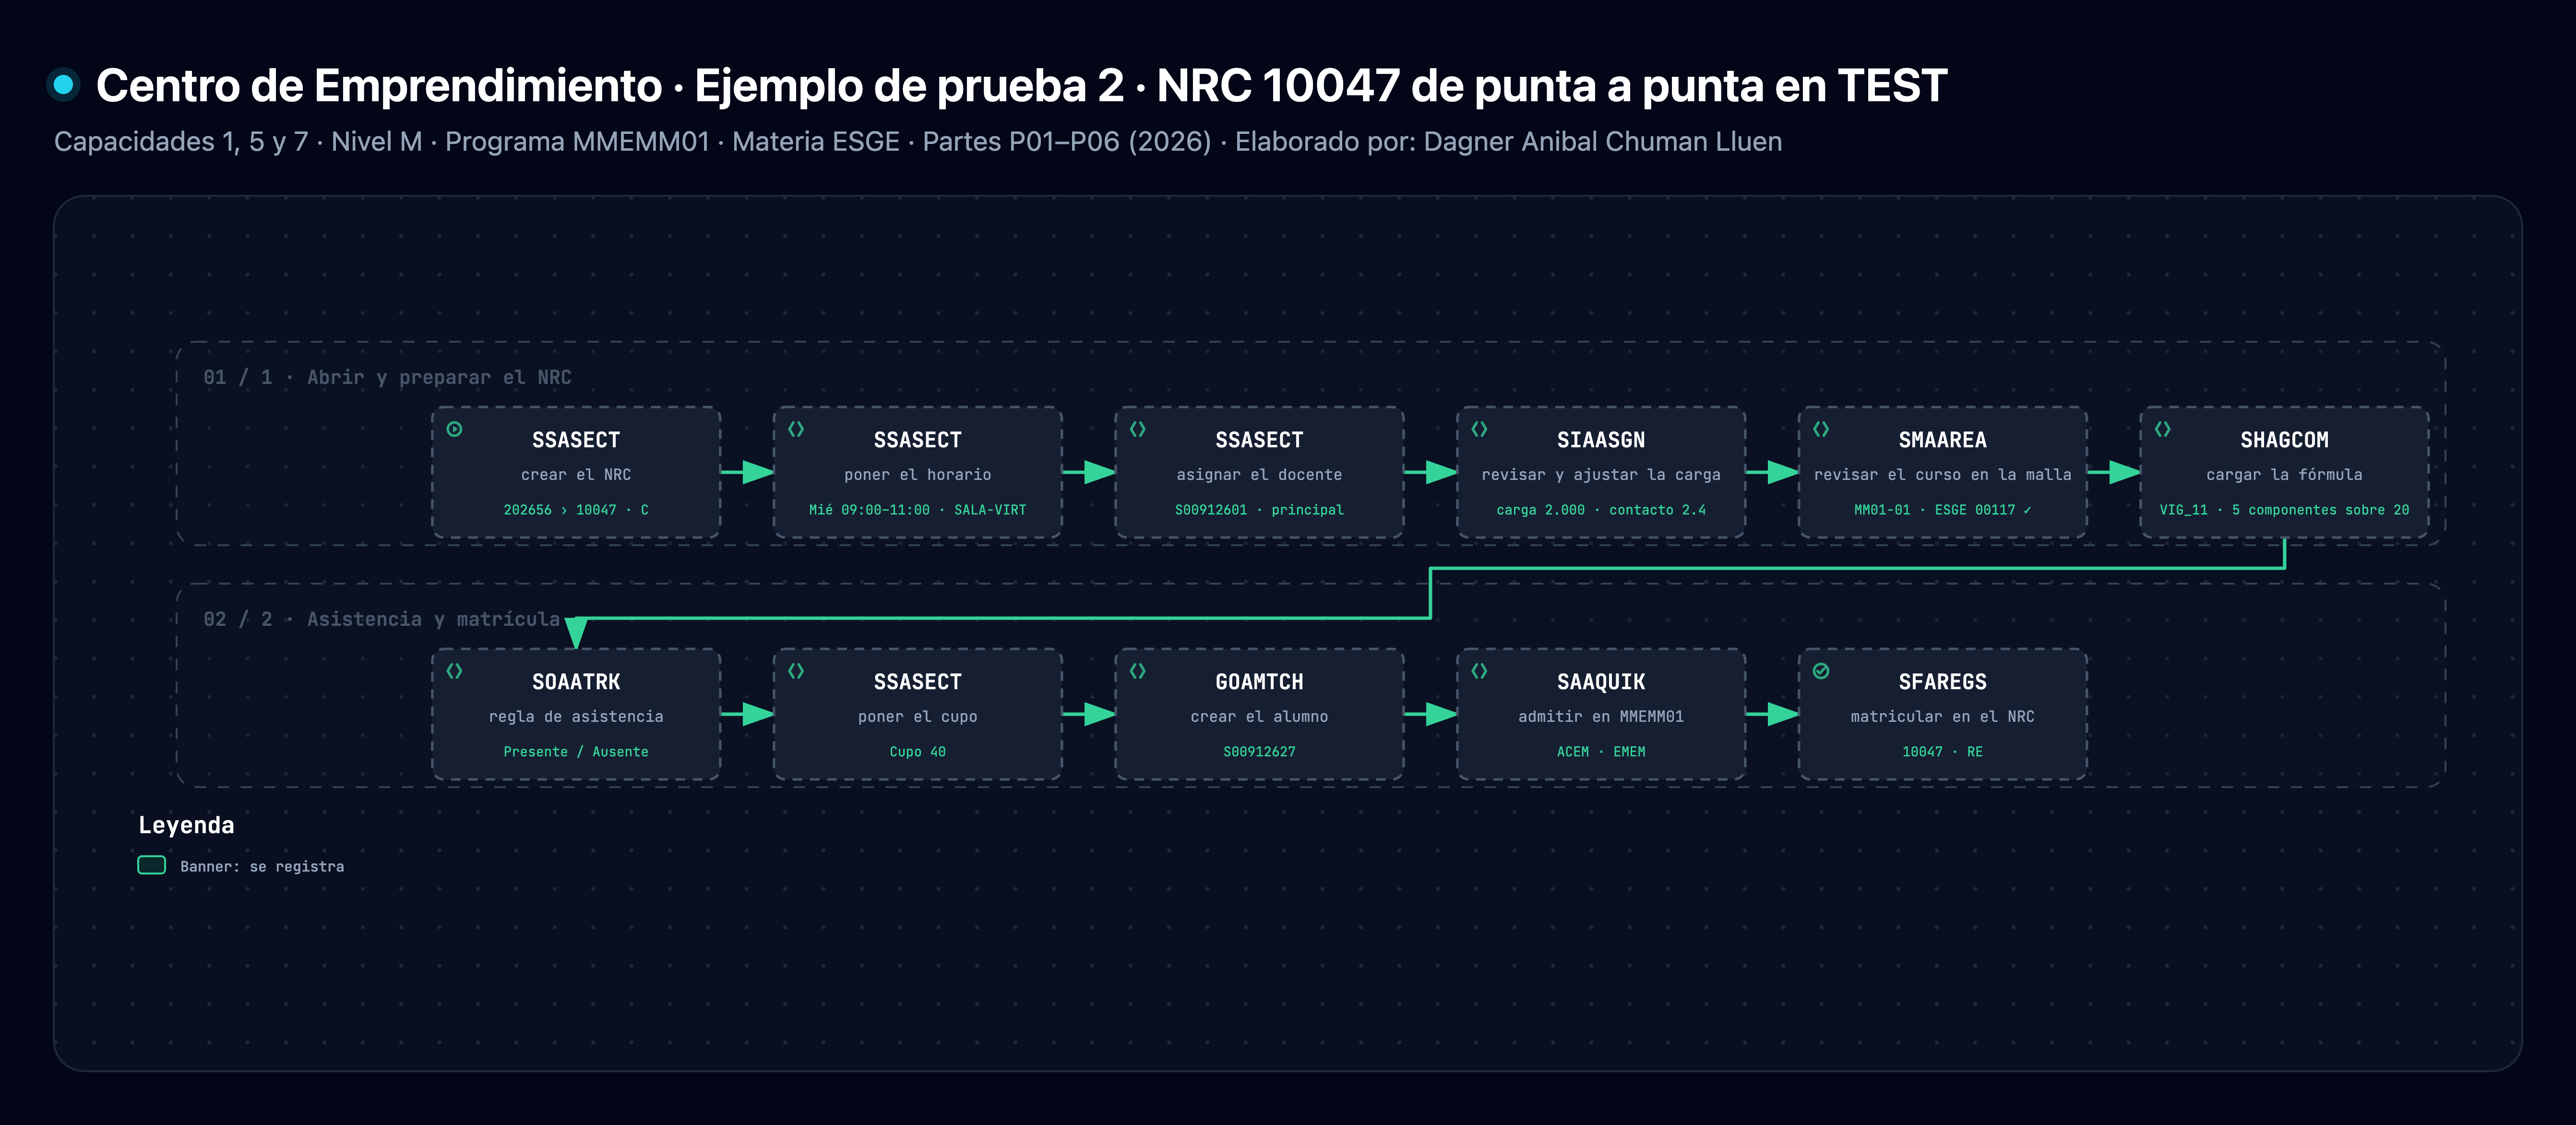 Centro de Emprendimiento · Ejemplo de prueba 2 · NRC 10047 de punta a punta en TEST
Capacidades 1, 5 y 7 · Nivel M · Programa MMEMM01 · Materia ESGE · Partes P01–P06 (2026) · Elaborado por: Dagner Anibal Chuman Lluen
01 / 1 · Abrir y preparar el NRC
SSASECT
crear el NRC
202656 › 10047 · C
SSASECT
poner el horario
Mié 09:00–11:00 · SALA-VIRT
SSASECT
asignar el docente
S00912601 · principal
SIAASGN
revisar y ajustar la carga
carga 2.000 · contacto 2.4
SMAAREA
revisar el curso en la malla
MM01-01 · ESGE 00117 ✓
SHAGCOM
cargar la fórmula
VIG_11 · 5 componentes sobre 20
02 / 2 · Asistencia y matrícula
SOAATRK
regla de asistencia
Presente / Ausente
SSASECT
poner el cupo
Cupo 40
GOAMTCH
crear el alumno
S00912627
SAAQUIK
admitir en MMEMM01
ACEM · EMEM
SFAREGS
matricular en el NRC
10047 · RE
Leyenda
Banner: se registra